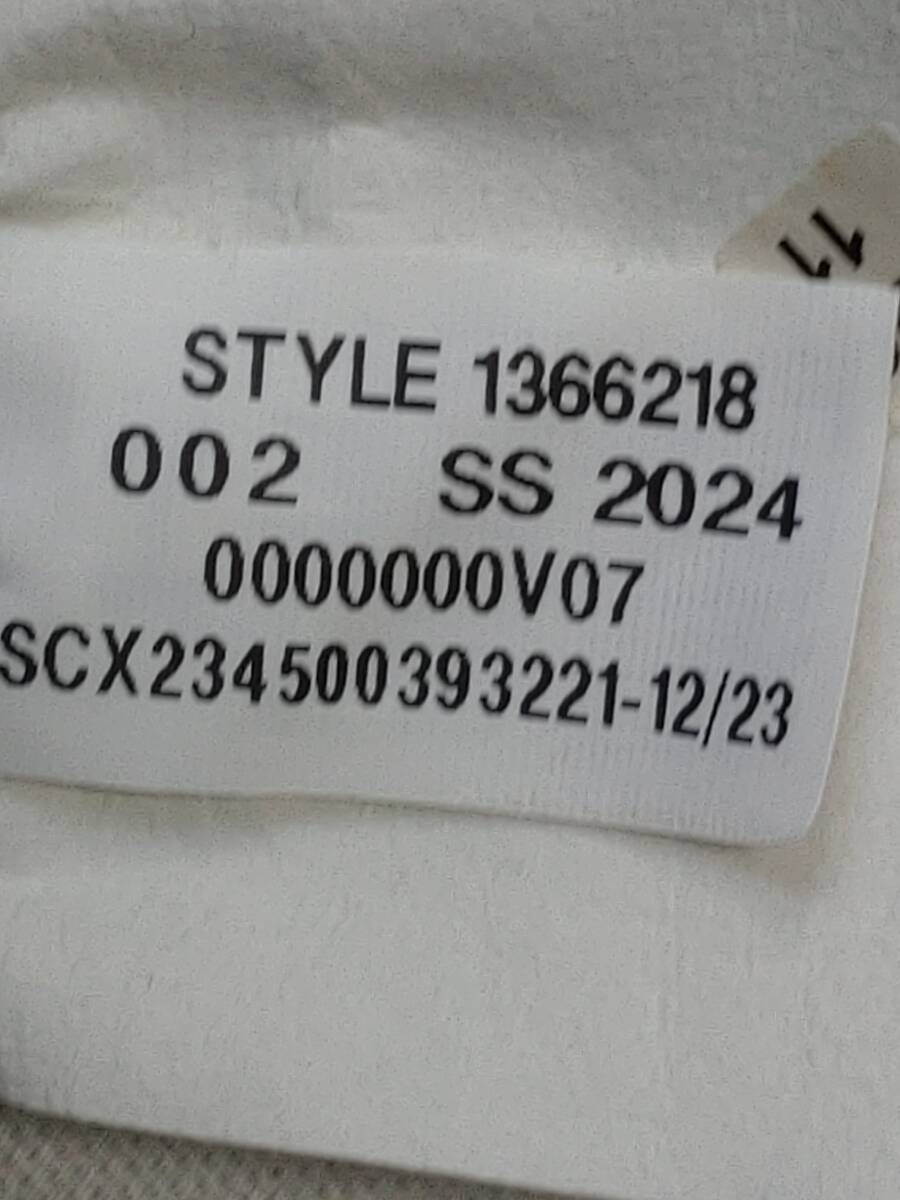 STYLE 1366218
002 SS 2024
0000000V07
SCX234500393221-12/23